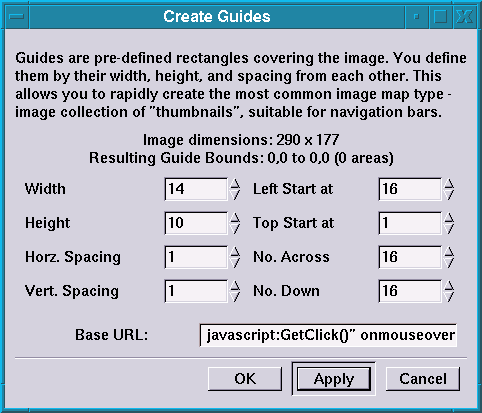 Create Guides
Guides are pre-defined rectangles covering the image. You define
them by their width, height, and spacing from each other. This
allows you to rapidly create the most common image map type -
image collection of "thumbnails", suitable for navigation bars.
Image dimensions: 290 x 177
Resulting Guide Bounds: 0,0 to 0,0 (0 areas)
Width 14 Left Start at 16
Height 10 Top Start at 1
Horz. Spacing 1 No. Across 16
Vert. Spacing 1 No. Down 16
Base URL: javascript:GetClick()" onmouseover
OK Apply Cancel